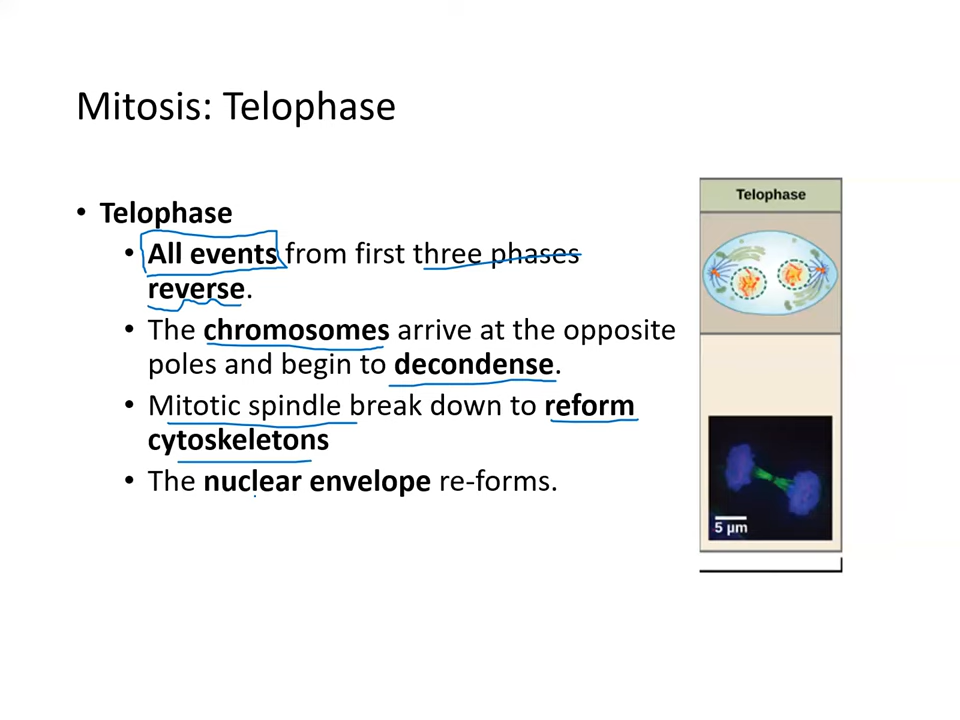 Mitosis: Telophase
• Telophase
• All events from first three phases
reverse.
• The chromosomes arrive at the opposite
poles and begin to decondense.
• Mitotic spindle break down to reform
cytoskeletons
• The nuclear envelope re-forms.
Telophase
5 µm